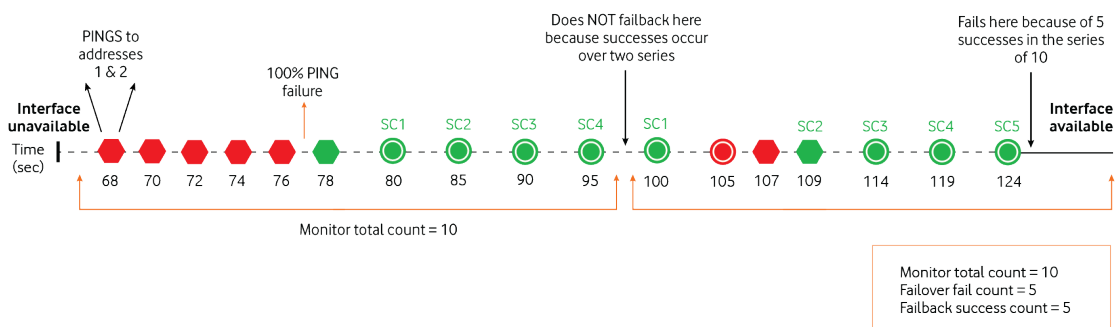 Does NOT failback here
because successes occur
over two series
Fails here because of 5
successes in the series
of 10
PINGS to
addresses
1 & 2
100% PING
failure
Interface
unavailable
Interface
available
Time
(sec)
SC1 SC2 SC3 SC4 SC1 SC2 SC3 SC4 SC5
68 70 72 74 76 78 80 85 90 95 100 105 107 109 114 119 124
Monitor total count = 10
Monitor total count = 10
Failover fail count = 5
Failback success count = 5